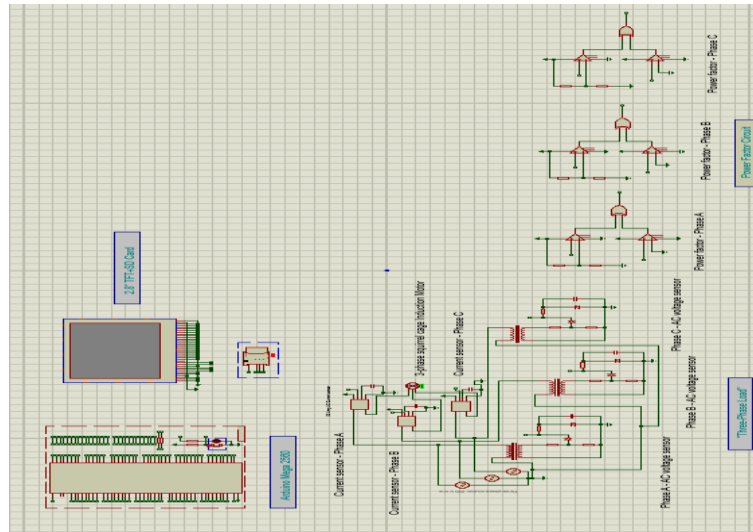 Power factor - Phase C
Power factor - Phase B
Power Factor Circuit
Power factor - Phase A
2.8" TFT+SD Card
3-phase squirrel cage Induction Motor
Current sensor - Phase C
Current sensor - Phase A
Current sensor - Phase B
Phase C - AC voltage sensor
Phase B - AC voltage sensor
Phase A - AC voltage sensor
"Three-Phase Load"
Arduino Mega 2560